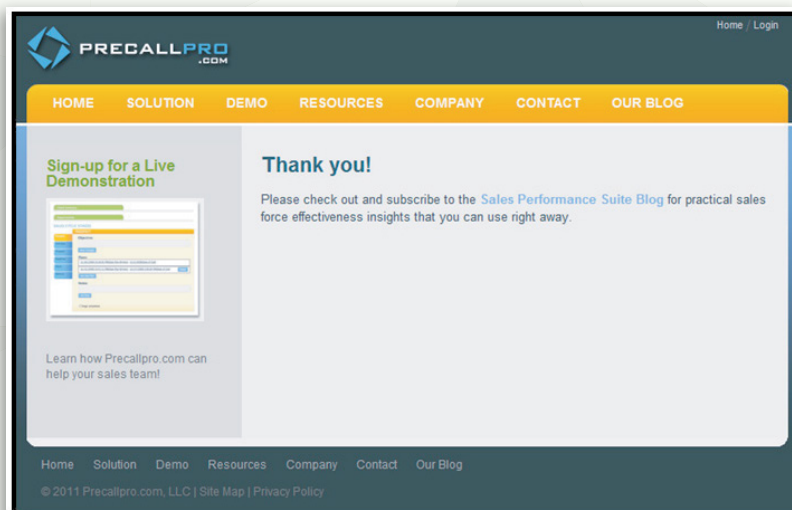 Home / Login
PRECALLPRO
.COM
HOME SOLUTION DEMO RESOURCES COMPANY CONTACT OUR BLOG
Sign-up for a Live
Demonstration
Learn how Precallpro.com can
help your sales team!
Thank you!
Please check out and subscribe to the Sales Performance Suite Blog for practical sales
force effectiveness insights that you can use right away.
Home Solution Demo Resources Company Contact Our Blog
© 2011 Precallpro.com, LLC | Site Map | Privacy Policy